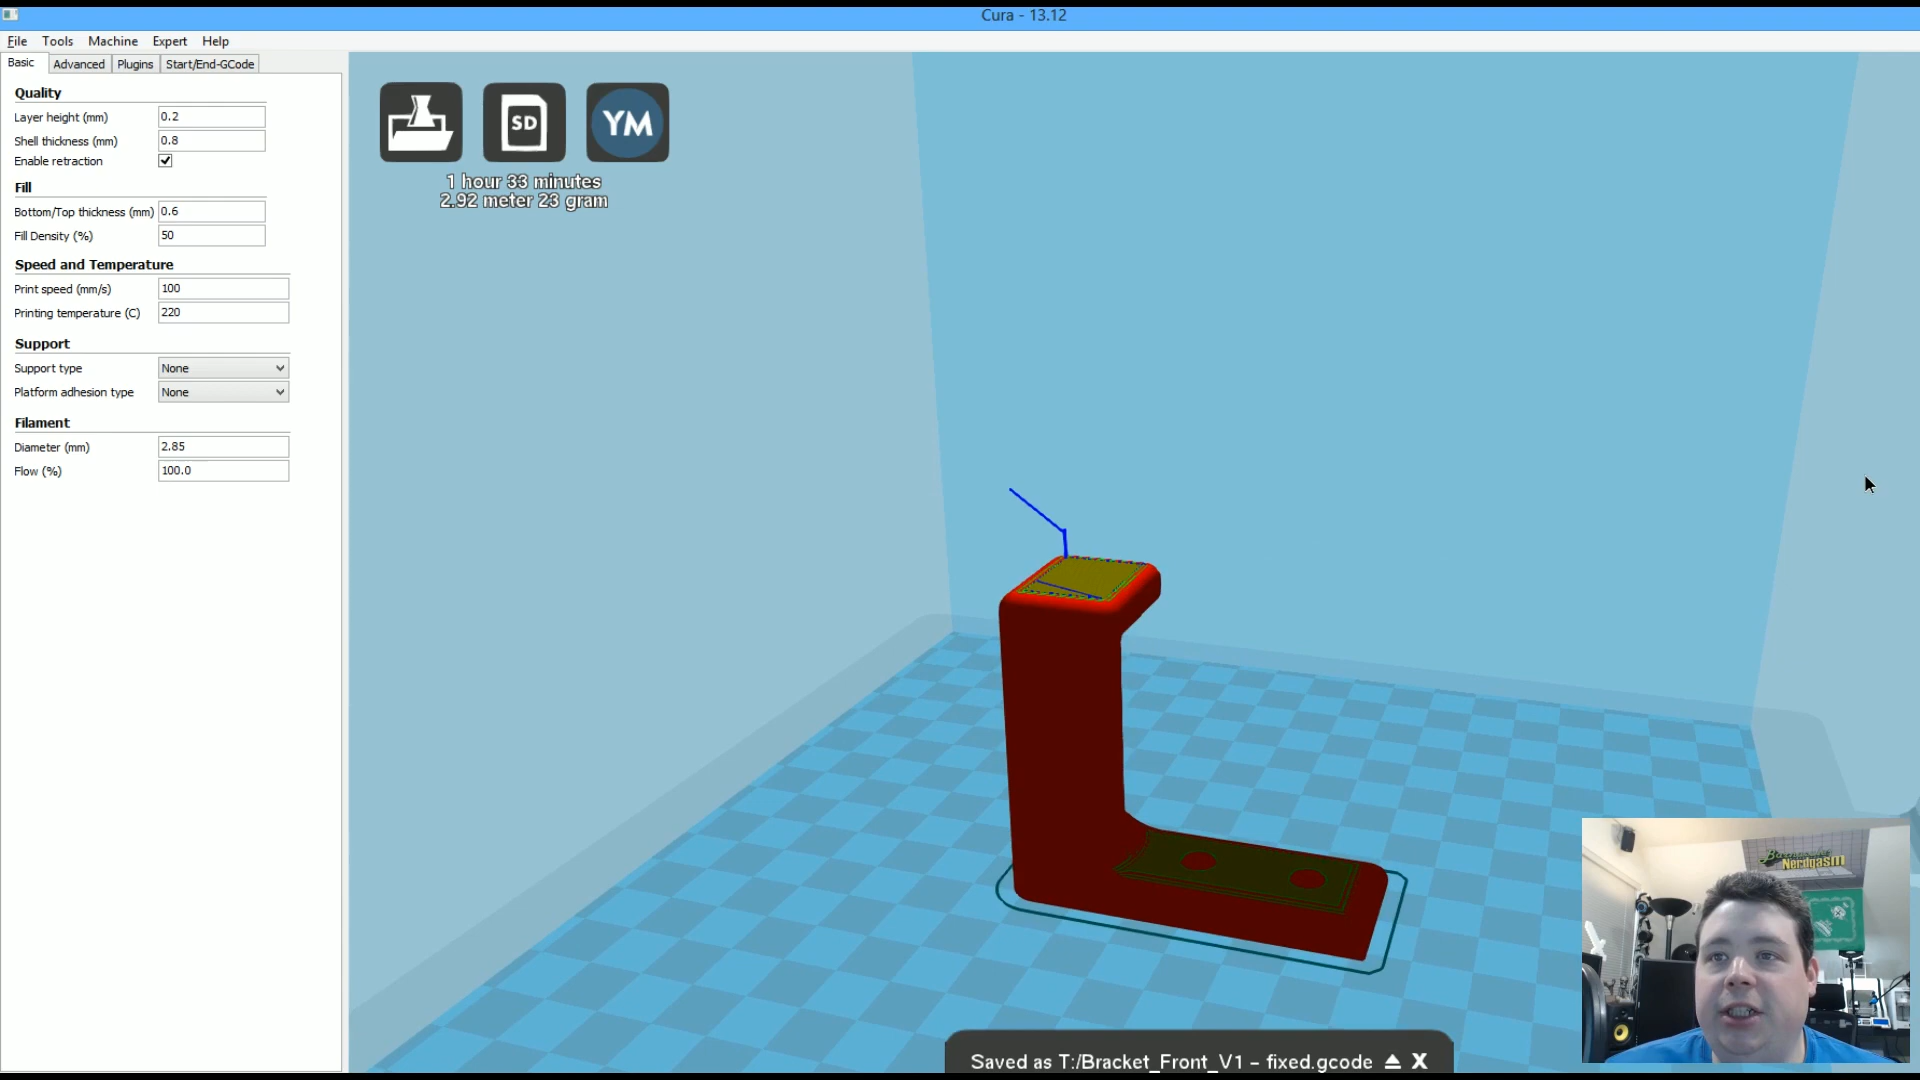 Cura - 13.12
File Tools Machine Expert Help
Basic Advanced Plugins Start/End-GCode
Quality
Layer height (mm) 0.2
Shell thickness (mm) 0.8
Enable retraction
Fill
Bottom/Top thickness (mm) 0.6
Fill Density (%) 50
Speed and Temperature
Print speed (mm/s) 100
Printing temperature (C) 220
Support
Support type None
Platform adhesion type None
Filament
Diameter (mm) 2.85
Flow (%) 100.0
SD
YM
1 hour 33 minutes
2.92 meter 23 gram
Barnacules
Nerdgasm
Saved as T:/Bracket_Front_V1 - fixed.gcode X